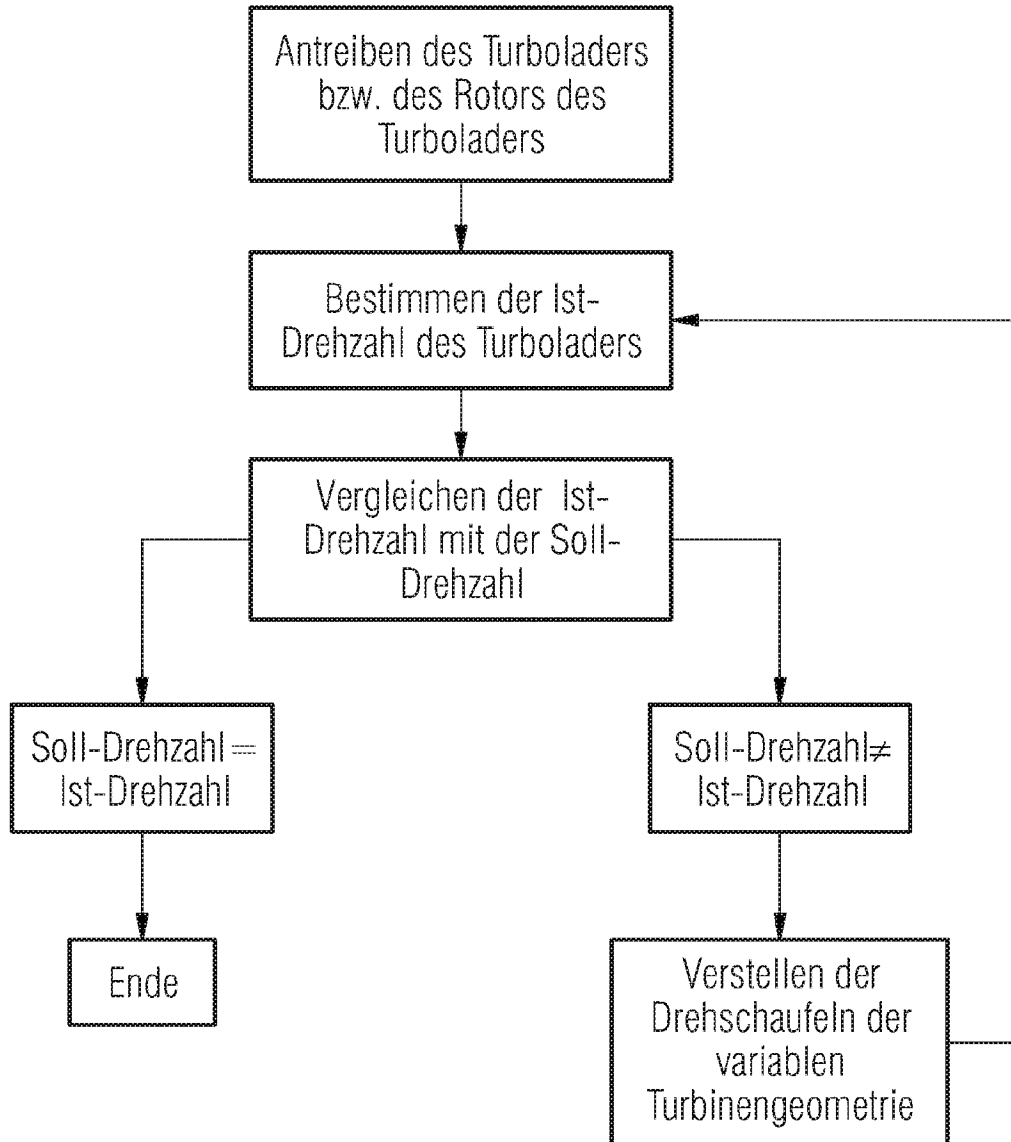 Antreiben des Turboladers
bzw. des Rotors des
Turboladers
Bestimmen der Ist-
Drehzahl des Turboladers
Vergleichen der Ist-
Drehzahl mit der Soll-
Drehzahl
Soll-Drehzahl =
Ist-Drehzahl
Soll-Drehzahl≠
Ist-Drehzahl
Ende
Verstellen der
Drehschaufeln der
variablen
Turbinengeometrie